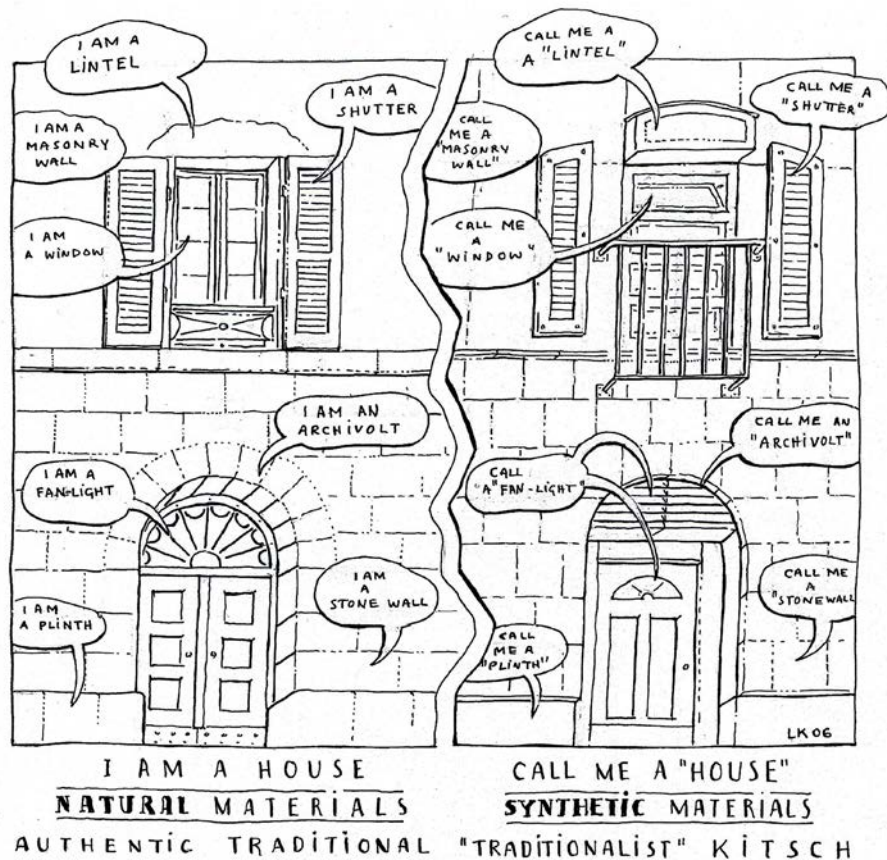 I AM A
LINTEL
I AM A
SHUTTER
I AM A
MASONRY
WALL
I AM
A WINDOW
I AM AN
ARCHIVOLT
I AM A
FAN-LIGHT
I AM
A
STONE WALL
I AM
A PLINTH
I AM A HOUSE
NATURAL MATERIALS
AUTHENTIC TRADITIONAL
CALL ME A
A "LINTEL"
CALL ME A
"SHUTTER"
CALL
ME A
"MASONRY
WALL"
CALL ME
A
"WINDOW"
CALL ME AN
"ARCHIVOLT"
CALL
A "FAN-LIGHT"
CALL ME
A
"STONEWALL
CALL
ME A
"PLINTH"
LK 06
CALL ME A "HOUSE"
SYNTHETIC MATERIALS
"TRADITIONALIST" KITSCH